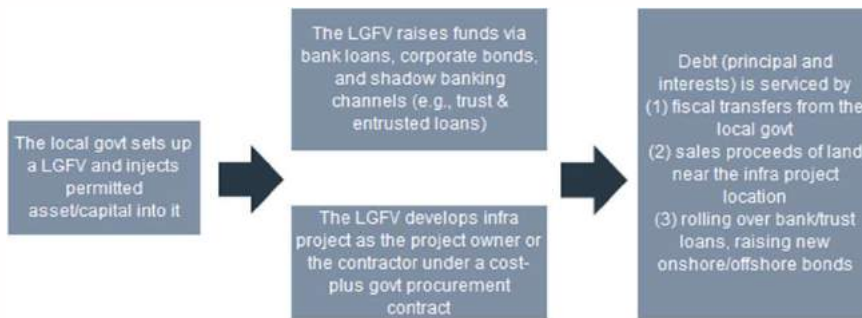 The local govt sets up
a LGFV and injects
permitted
asset/capital into it
The LGFV raises funds via
bank loans, corporate bonds,
and shadow banking
channels (e.g., trust &
entrusted loans)
The LGFV develops infra
project as the project owner or
the contractor under a cost-
plus govt procurement
contract
Debt (principal and
interests) is serviced by
(1) fiscal transfers from the
local govt
(2) sales proceeds of land
near the infra project
location
(3) rolling over bank/trust
loans, raising new
onshore/offshore bonds